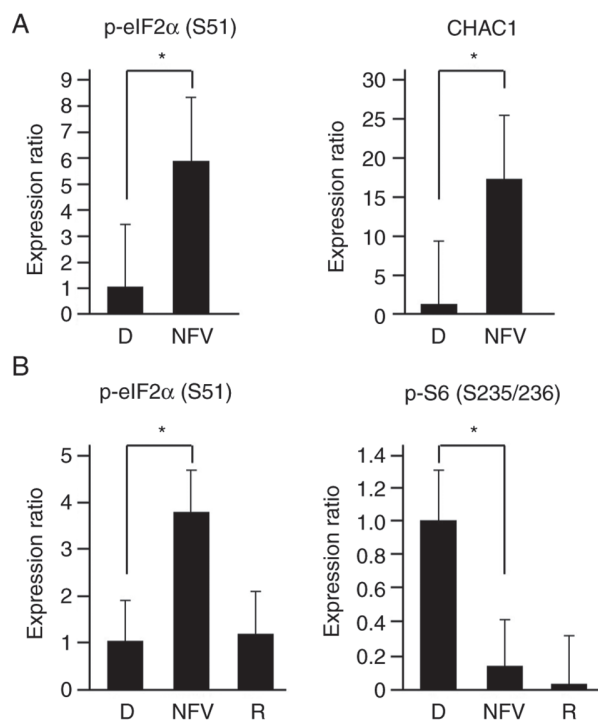 A
p-eIF2α (S51)
*
Expression ratio
9
8
7
6
5
4
3
2
1
0
D NFV
CHAC1
*
Expression ratio
30
25
20
15
10
5
0
D NFV
B
p-eIF2α (S51)
*
Expression ratio
5
4
3
2
1
0
D NFV R
p-S6 (S235/236)
*
Expression ratio
1.4
1.2
1.0
0.8
0.6
0.4
0.2
0
D NFV R